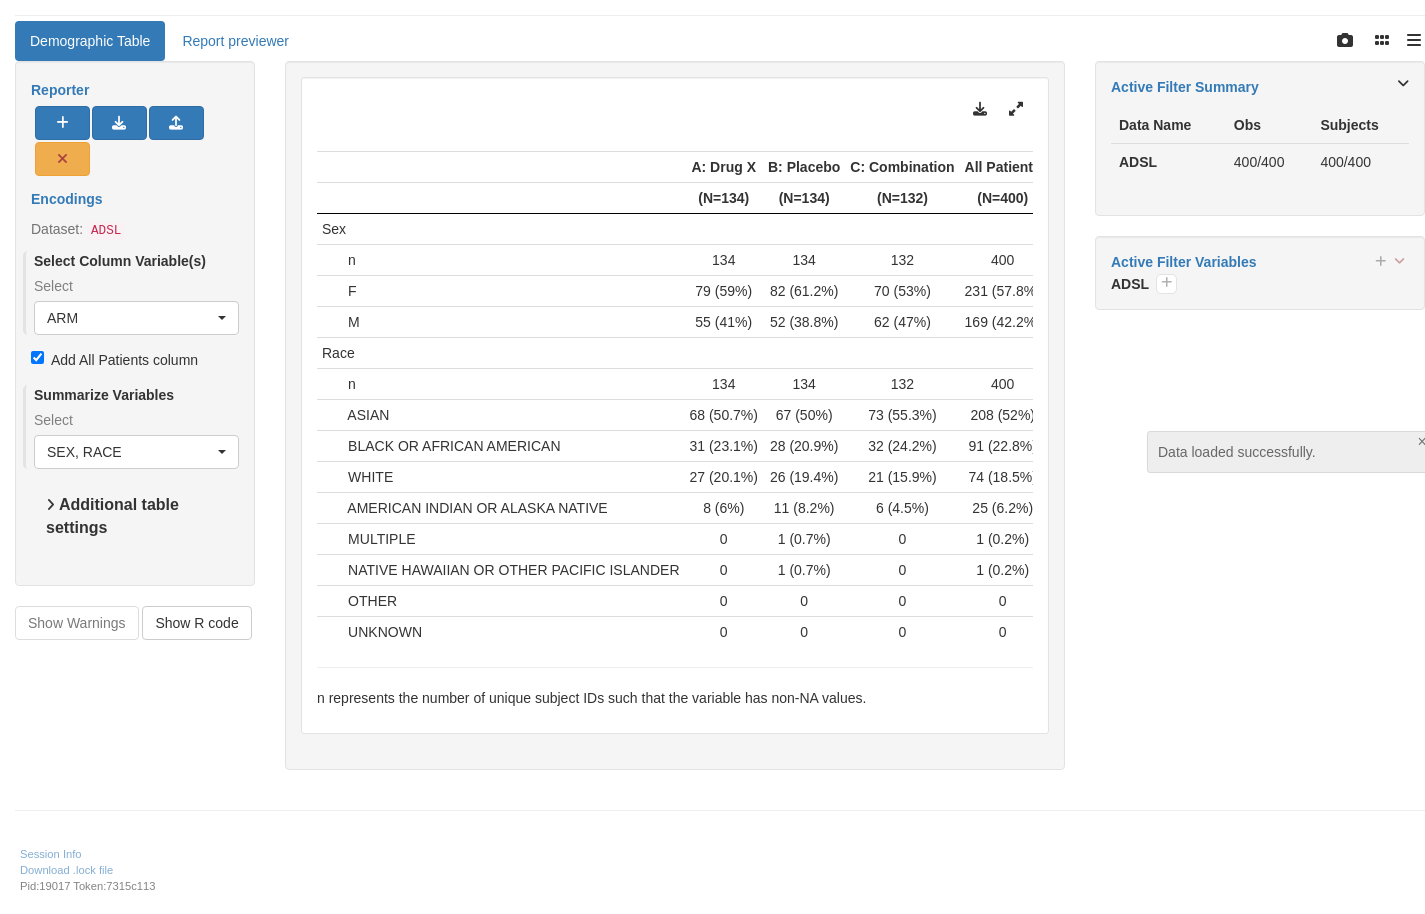 Demographic Table Report previewer
Reporter
Encodings
Dataset: ADSL
Select Column Variable(s)
Select
ARM
Add All Patients column
Summarize Variables
Select
SEX, RACE
Additional table
settings
Show Warnings Show R code
A: Drug X B: Placebo C: Combination All Patient
(N=134) (N=134) (N=132) (N=400)
Sex
n 134 134 132 400
F 79 (59%) 82 (61.2%) 70 (53%) 231 (57.8%
M 55 (41%) 52 (38.8%) 62 (47%) 169 (42.2%
Race
n 134 134 132 400
ASIAN 68 (50.7%) 67 (50%) 73 (55.3%) 208 (52%)
BLACK OR AFRICAN AMERICAN 31 (23.1%) 28 (20.9%) 32 (24.2%) 91 (22.8%)
WHITE 27 (20.1%) 26 (19.4%) 21 (15.9%) 74 (18.5%)
AMERICAN INDIAN OR ALASKA NATIVE 8 (6%) 11 (8.2%) 6 (4.5%) 25 (6.2%)
MULTIPLE 0 1 (0.7%) 0 1 (0.2%)
NATIVE HAWAIIAN OR OTHER PACIFIC ISLANDER 0 1 (0.7%) 0 1 (0.2%)
OTHER 0 0 0 0
UNKNOWN 0 0 0 0
n represents the number of unique subject IDs such that the variable has non-NA values.
Active Filter Summary
Data Name Obs Subjects
ADSL 400/400 400/400
Active Filter Variables
ADSL
Data loaded successfully.
Session Info
Download .lock file
Pid:19017 Token:7315c113